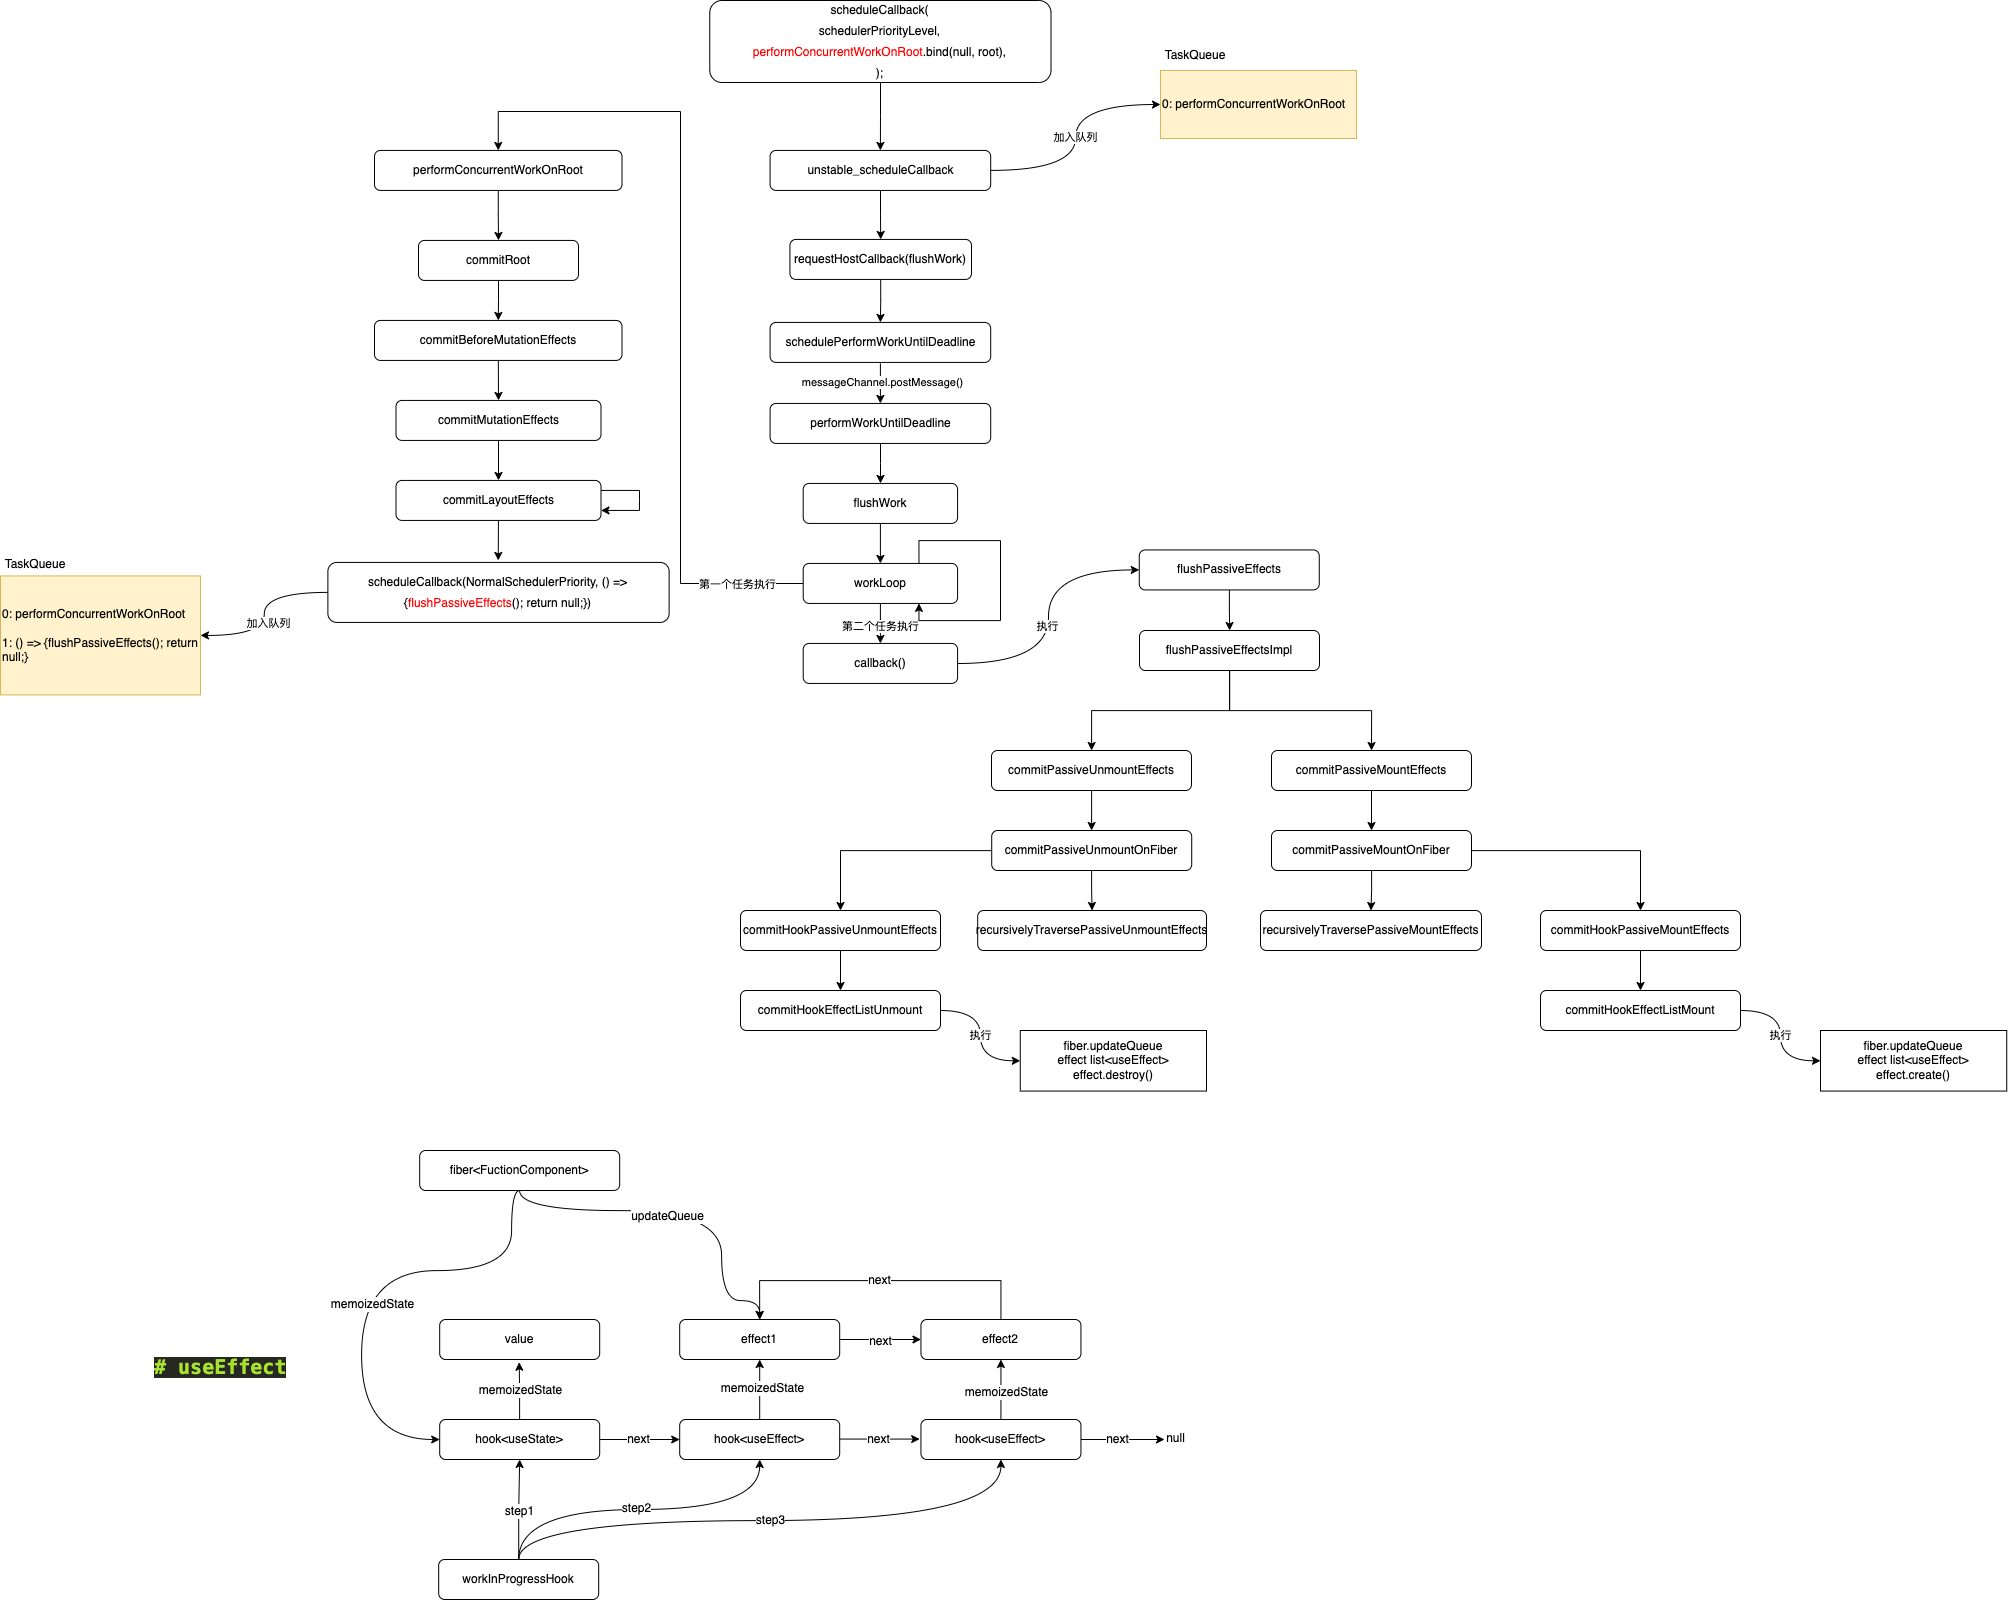 scheduleCallback(
schedulerPriorityLevel,
performConcurrentWorkOnRoot.bind(null, root),
);
TaskQueue
0: performConcurrentWorkOnRoot
加入队列
performConcurrentWorkOnRoot
unstable_scheduleCallback
commitRoot
requestHostCallback(flushWork)
commitBeforeMutationEffects
schedulePerformWorkUntilDeadline
messageChannel.postMessage()
commitMutationEffects
performWorkUntilDeadline
commitLayoutEffects
flushWork
TaskQueue
0: performConcurrentWorkOnRoot
1: () => {flushPassiveEffects(); return
null;}
加入队列
scheduleCallback(NormalSchedulerPriority, () =>
{flushPassiveEffects(); return null;})
第一个任务执行
workLoop
第二个任务执行
callback()
执行
flushPassiveEffects
flushPassiveEffectsImpl
commitPassiveUnmountEffects
commitPassiveMountEffects
commitPassiveUnmountOnFiber
commitPassiveMountOnFiber
commitHookPassiveUnmountEffects
recursivelyTraversePassiveUnmountEffects
recursivelyTraversePassiveMountEffects
commitHookPassiveMountEffects
commitHookEffectListUnmount
commitHookEffectListMount
执行
fiber.updateQueue
effect list<useEffect>
effect.destroy()
执行
fiber.updateQueue
effect list<useEffect>
effect.create()
fiber<FuctionComponent>
updateQueue
memoizedState
next
value
effect1
next
effect2
# useEffect
memoizedState
memoizedState
memoizedState
hook<useState>
next
hook<useEffect>
next
hook<useEffect>
next
null
step1
step2
step3
workInProgressHook